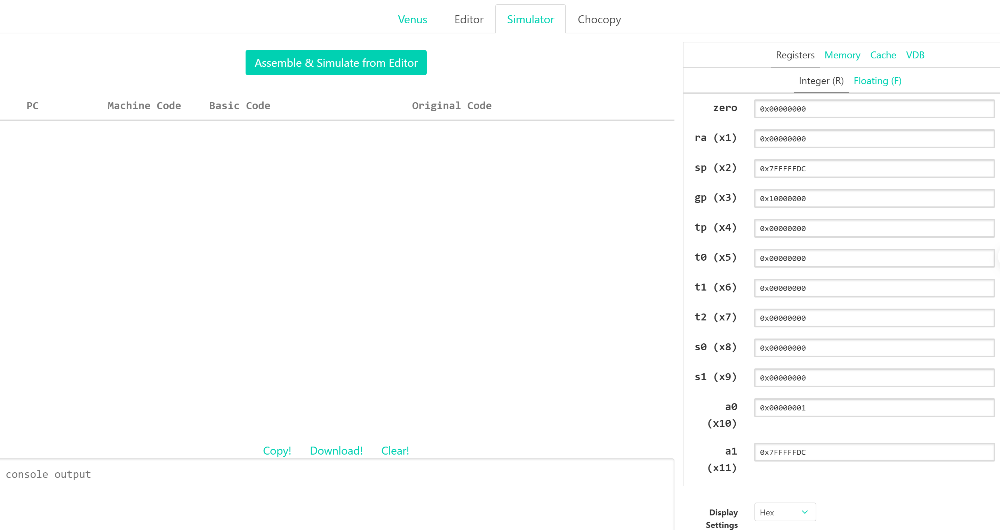 Venus Editor Simulator Chocopy
Assemble & Simulate from Editor
PC Machine Code Basic Code Original Code
Copy! Download! Clear!
console output
Registers Memory Cache VDB
Integer (R) Floating (F)
zero 0x00000000
ra (x1) 0x00000000
sp (x2) 0x7FFFFFDC
gp (x3) 0x10000000
tp (x4) 0x00000000
t0 (x5) 0x00000000
t1 (x6) 0x00000000
t2 (x7) 0x00000000
s0 (x8) 0x00000000
s1 (x9) 0x00000000
a0 0x00000001
(x10)
a1 0x7FFFFFDC
(x11)
Display Hex
Settings